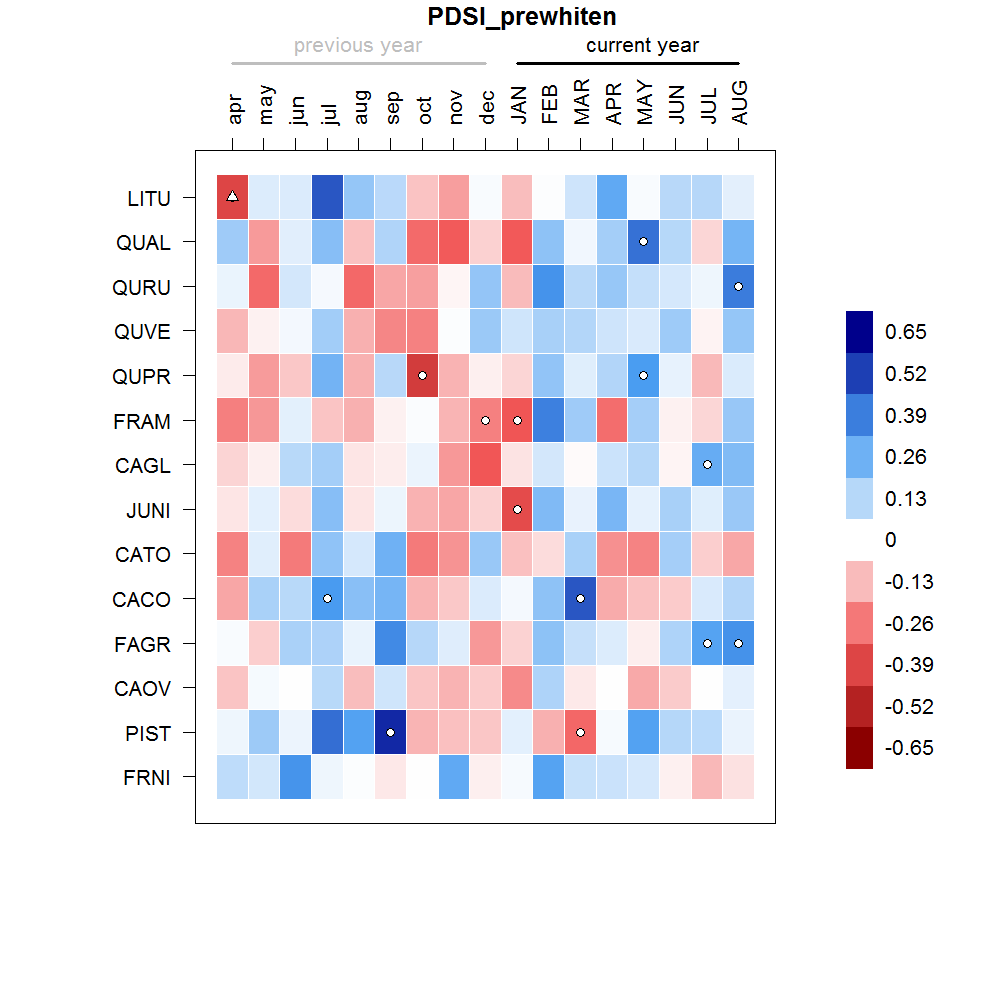 PDSI_prewhiten
previous year
current year
apr
may
jun
jul
aug
sep
oct
nov
dec
JAN
FEB
MAR
APR
MAY
JUN
JUL
AUG
LITU
QUAL
QURU
QUVE
QUPR
FRAM
CAGL
JUNI
CATO
CACO
FAGR
CAOV
PIST
FRNI
0.65
0.52
0.39
0.26
0.13
0
-0.13
-0.26
-0.39
-0.52
-0.65